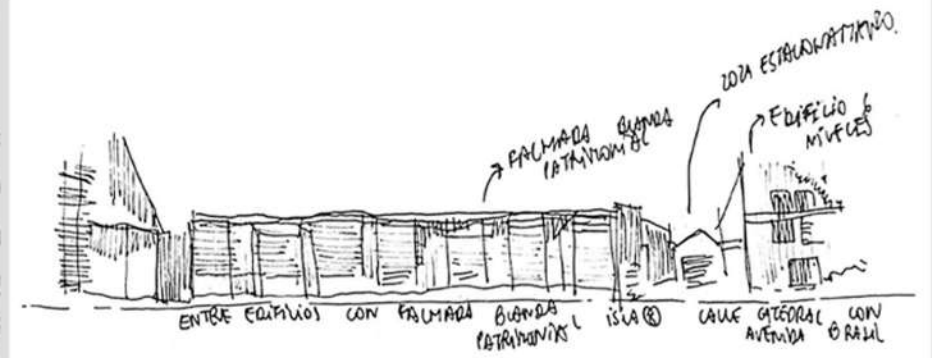 ZONA ESTACIONAMIENTO.
EDIFICIO 6
NIVELES
FACHADA BLANDA
PATRIMONIAL
ENTRE EDIFICIOS CON FACHADA BLANDA
PATRIMONIAL
ISLA
CALLE CATEDRAL CON
AVENIDA BRASIL